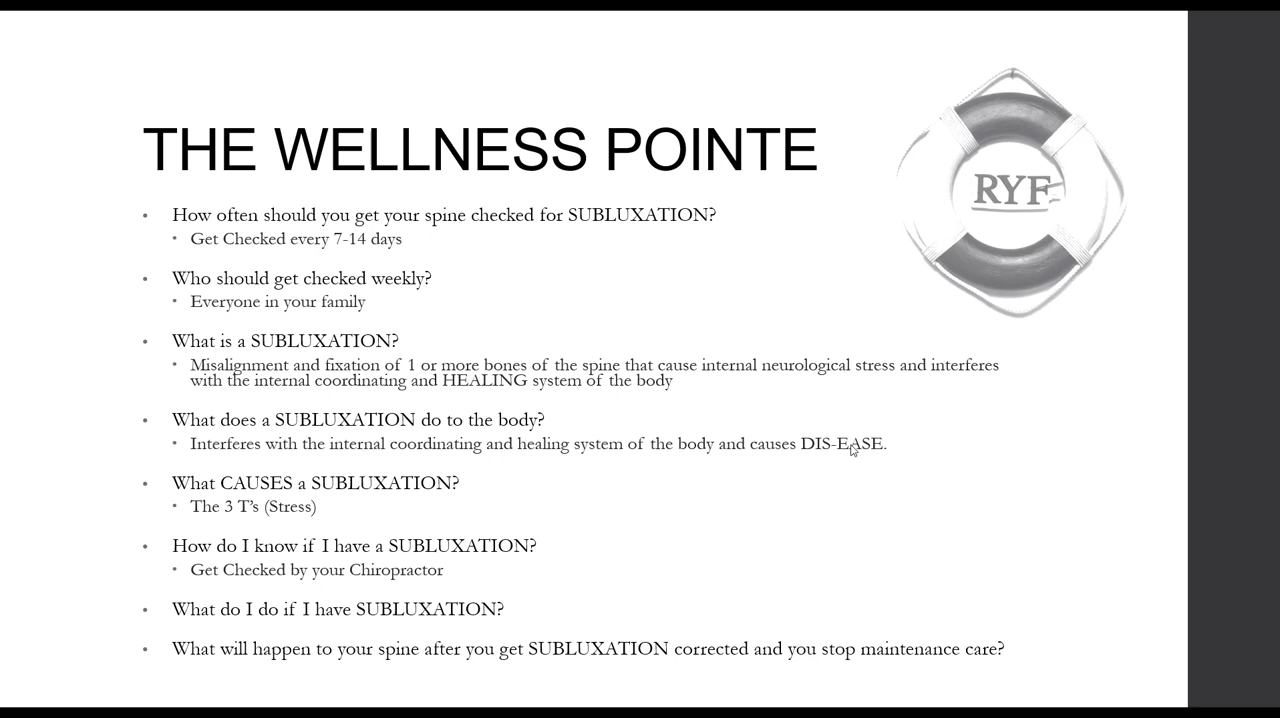 THE WELLNESS POINTE
RYF
• How often should you get your spine checked for SUBLUXATION?
• Get Checked every 7-14 days
• Who should get checked weekly?
• Everyone in your family
• What is a SUBLUXATION?
• Misalignment and fixation of 1 or more bones of the spine that cause internal neurological stress and interferes
with the internal coordinating and HEALING system of the body
• What does a SUBLUXATION do to the body?
• Interferes with the internal coordinating and healing system of the body and causes DIS-EASE.
• What CAUSES a SUBLUXATION?
• The 3 T’s (Stress)
• How do I know if I have a SUBLUXATION?
• Get Checked by your Chiropractor
• What do I do if I have SUBLUXATION?
• What will happen to your spine after you get SUBLUXATION corrected and you stop maintenance care?